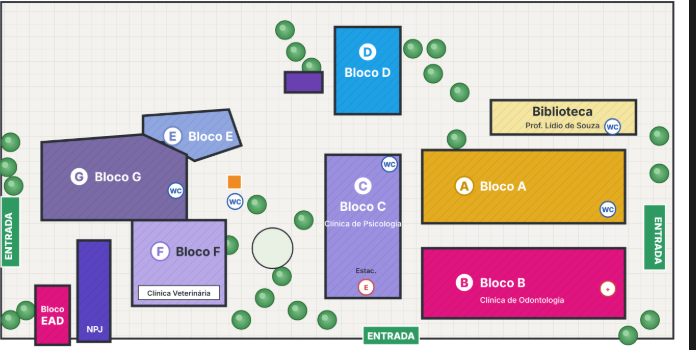 D
Bloco D
Biblioteca
Prof. Lídio de Souza
WC
E
Bloco E
G
Bloco G
WC
WC
C
Bloco C
Clínica de Psicologia
WC
Estac.
E
A
Bloco A
WC
ENTRADA
ENTRADA
F
Bloco F
Clínica Veterinária
B
Bloco B
Clínica de Odontologia
+
Bloco
EAD
NPJ
ENTRADA